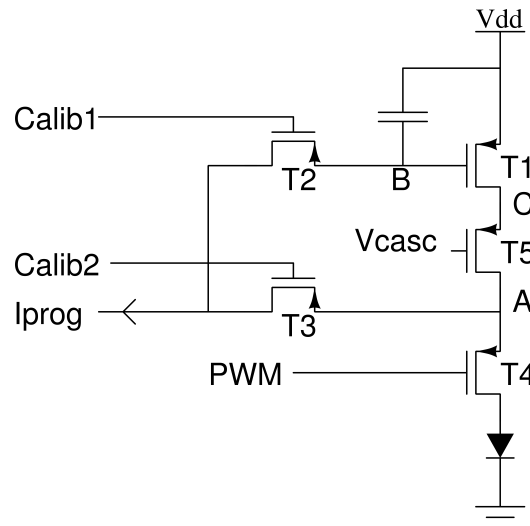 Vdd
Calib1
T2
B
T1
C
Vcasc
T5
Calib2
Iprog
T3
A
PWM
T4